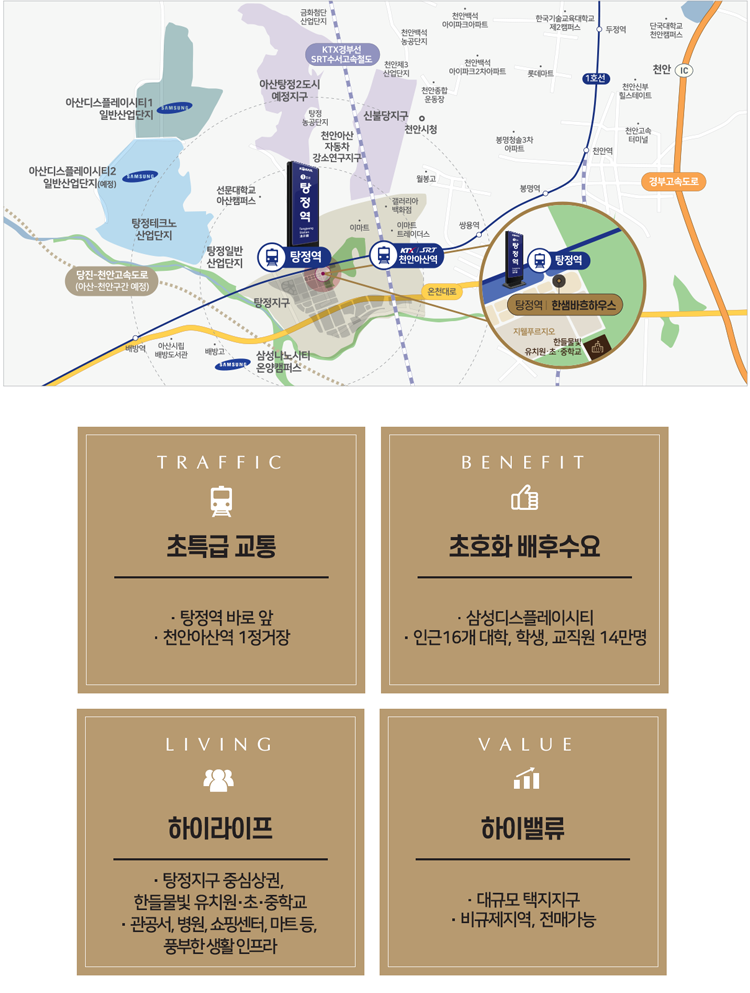 금화첨단
산업단지
KTX경부선
SRT수서고속철도
천안백석
농공단지
천안백석
아이파크아파트
한국기술교육대학교
제2캠퍼스
두정역
단국대학교
천안캠퍼스
아산탕정2도시
예정지구
천안제3
산업단지
천안백석
아이파크2차아파트
롯데마트
1호선
천안
IC
아산디스플레이시티1
일반산업단지
SAMSUNG
탕정
농공단지
신불당지구
천안종합
운동장
천안신부
힐스테이트
천안시청
천안아산
자동차
강소연구지구
봉명청솔3차
아파트
천안고속
터미널
천안역
아산디스플레이시티2
일반산업단지(예정)
SAMSUNG
선문대학교
아산캠퍼스
탕정역
월봉고
봉명역
경부고속도로
갤러리아
백화점
탕정테크노
산업단지
이마트
이마트
트레이더스
쌍용역
탕정일반
산업단지
탕정역
KTX SRT
천안아산역
탕정역
탕정역
당진-천안고속도로
(아산-천안구간 예정)
탕정지구
온천대로
탕정역 한샘바흐하우스
지웰푸르지오
한들물빛
유치원·초·중학교
배방역
아산시립
배방도서관
배방고
SAMSUNG
삼성나노시티
온양캠퍼스
TRAFFIC
초특급 교통
· 탕정역 바로 앞
· 천안아산역 1정거장
BENEFIT
초호화 배후수요
· 삼성디스플레이시티
· 인근16개 대학, 학생, 교직원 14만명
LIVING
하이라이프
· 탕정지구 중심상권,
한들물빛 유치원·초·중학교
· 관공서, 병원, 쇼핑센터, 마트 등,
풍부한 생활 인프라
VALUE
하이밸류
· 대규모 택지지구
· 비규제지역, 전매가능